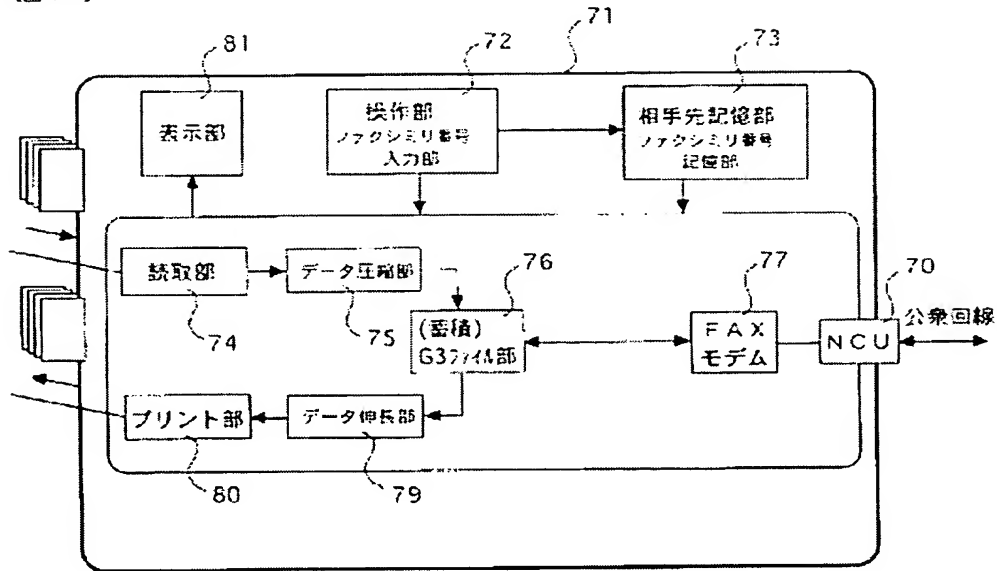 71
81
72
73
表示部
操作部
ファクシミリ番号
入力部
相手先記憶部
ファクシミリ番号
記憶部
読取部
データ圧縮部
76
77
70
公衆回線
74
75
(蓄積)
G3ファイル部
FAX
モデム
NCU
プリント部
データ伸長部
80
79